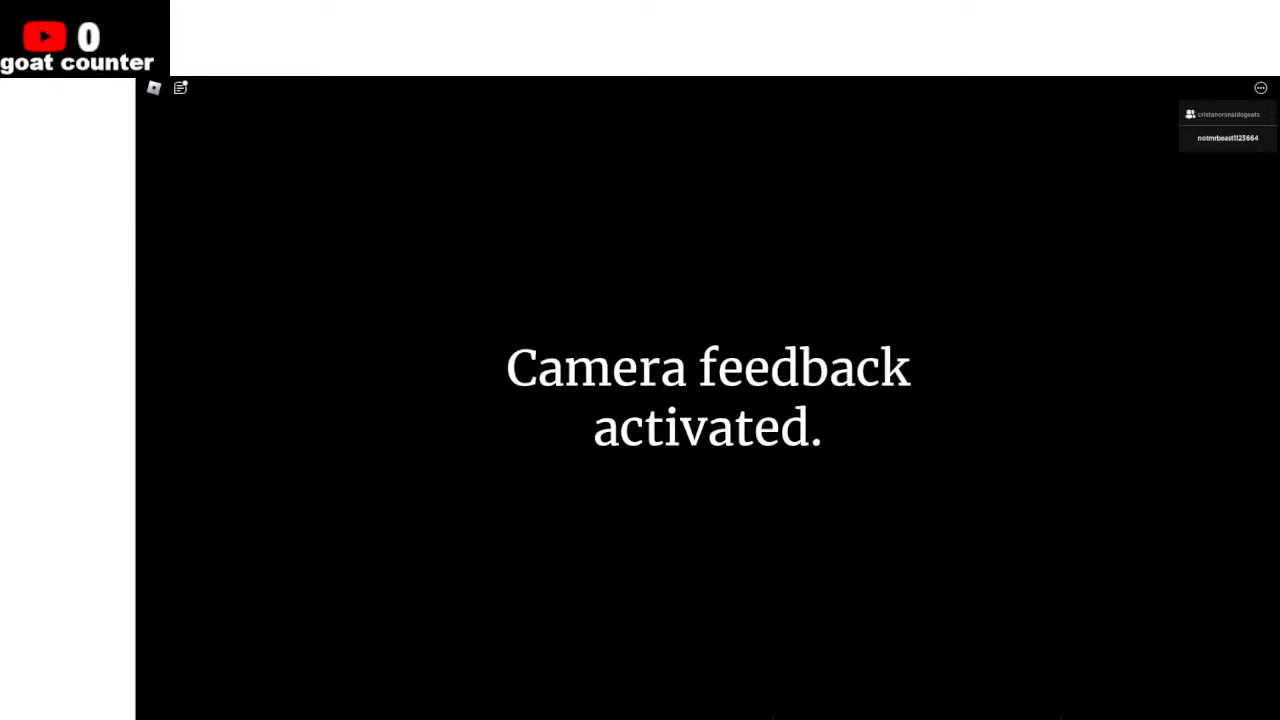 0
goat counter
cristanoronaldogoats
notmrbeast1123664
Camera feedback
activated.